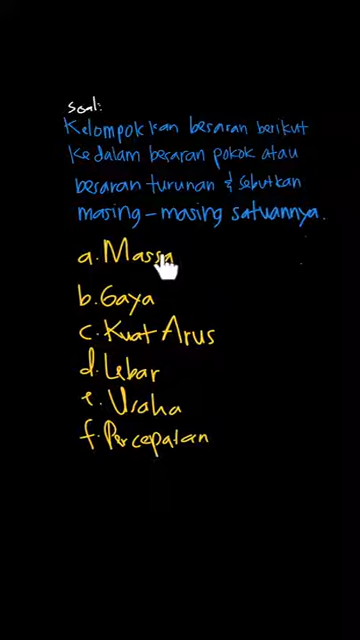 Soal:
Kelompokkan besaran berikut
ke dalam besaran pokok atau
besaran turunan & sebutkan
masing-masing satuannya.
a. Massa
b. Gaya
c. Kuat Arus
d. Lebar
e. Usaha
f. Percepatan